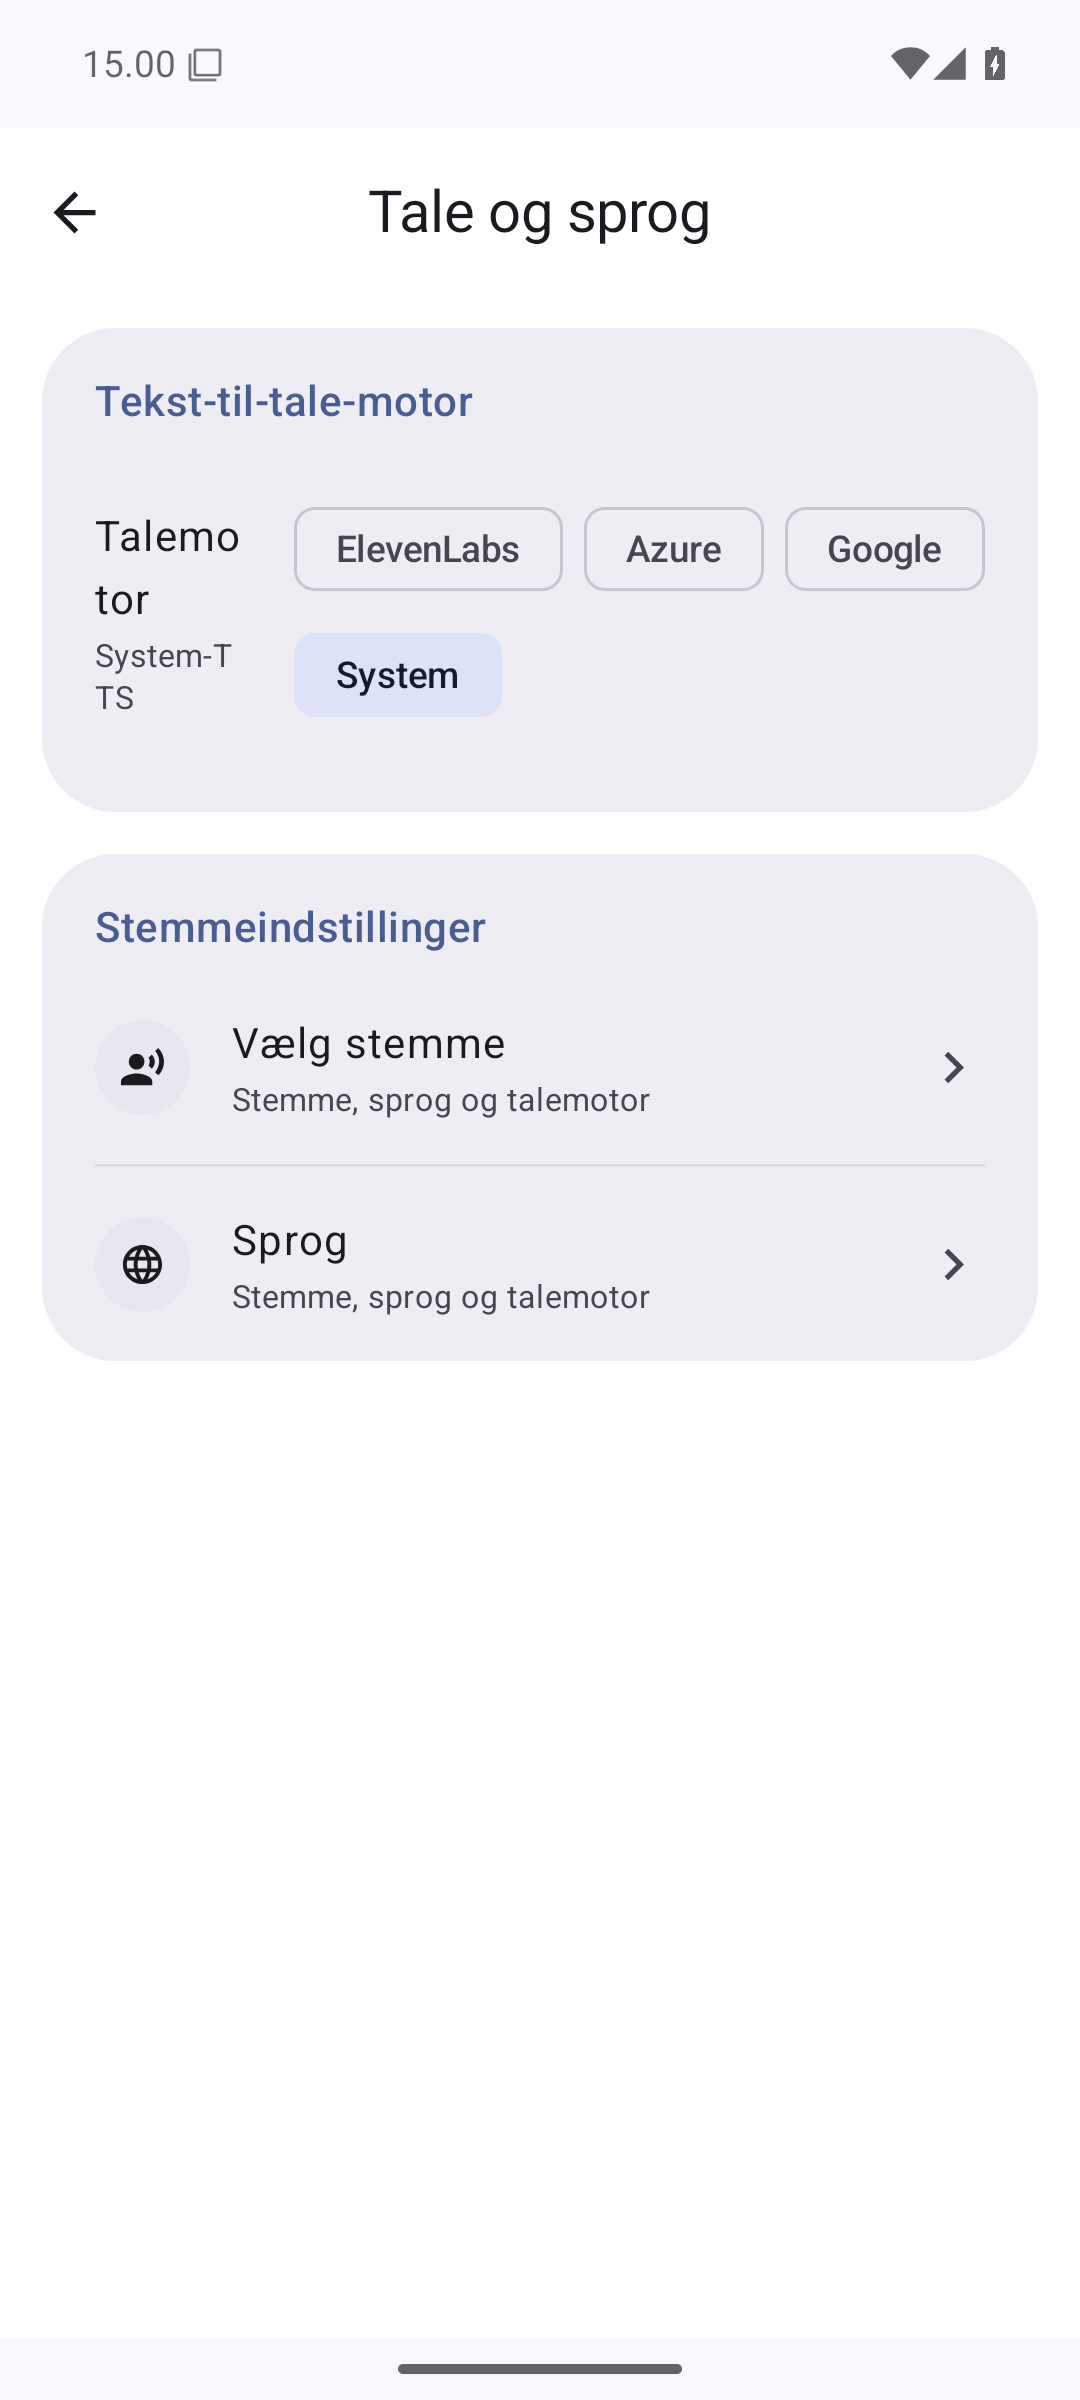 15.00
Tale og sprog
Tekst-til-tale-motor
Talemo
tor
System-T
TS
ElevenLabs
Azure
Google
System
Stemmeindstillinger
Vælg stemme
Stemme, sprog og talemotor
Sprog
Stemme, sprog og talemotor